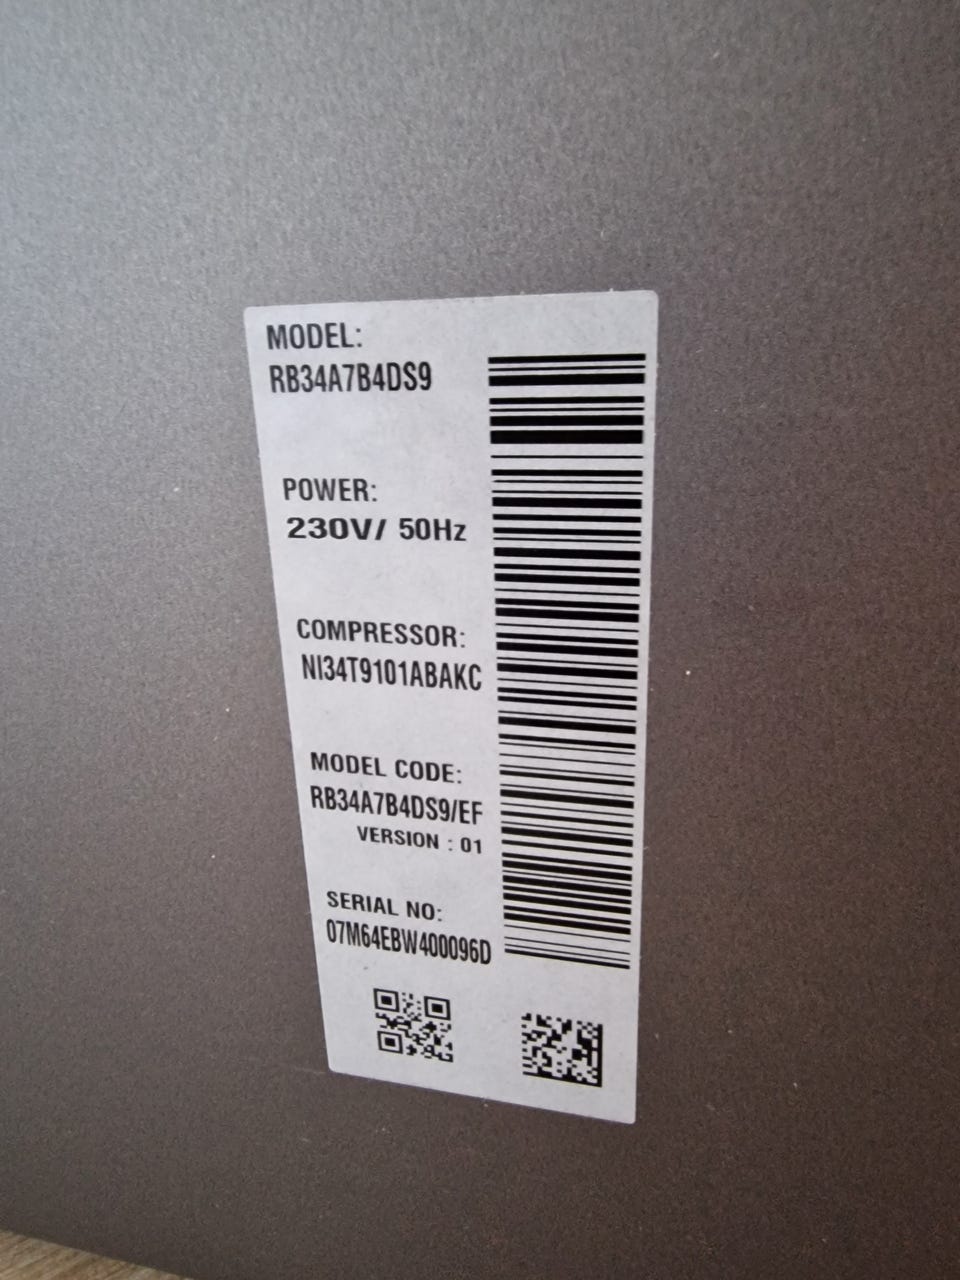 MODEL:
RB34A7B4DS9
POWER:
230V/ 50Hz
COMPRESSOR:
NI34T9101ABAKC
MODEL CODE:
RB34A7B4DS9/EF
VERSION : 01
SERIAL NO:
07M64EBW400096D